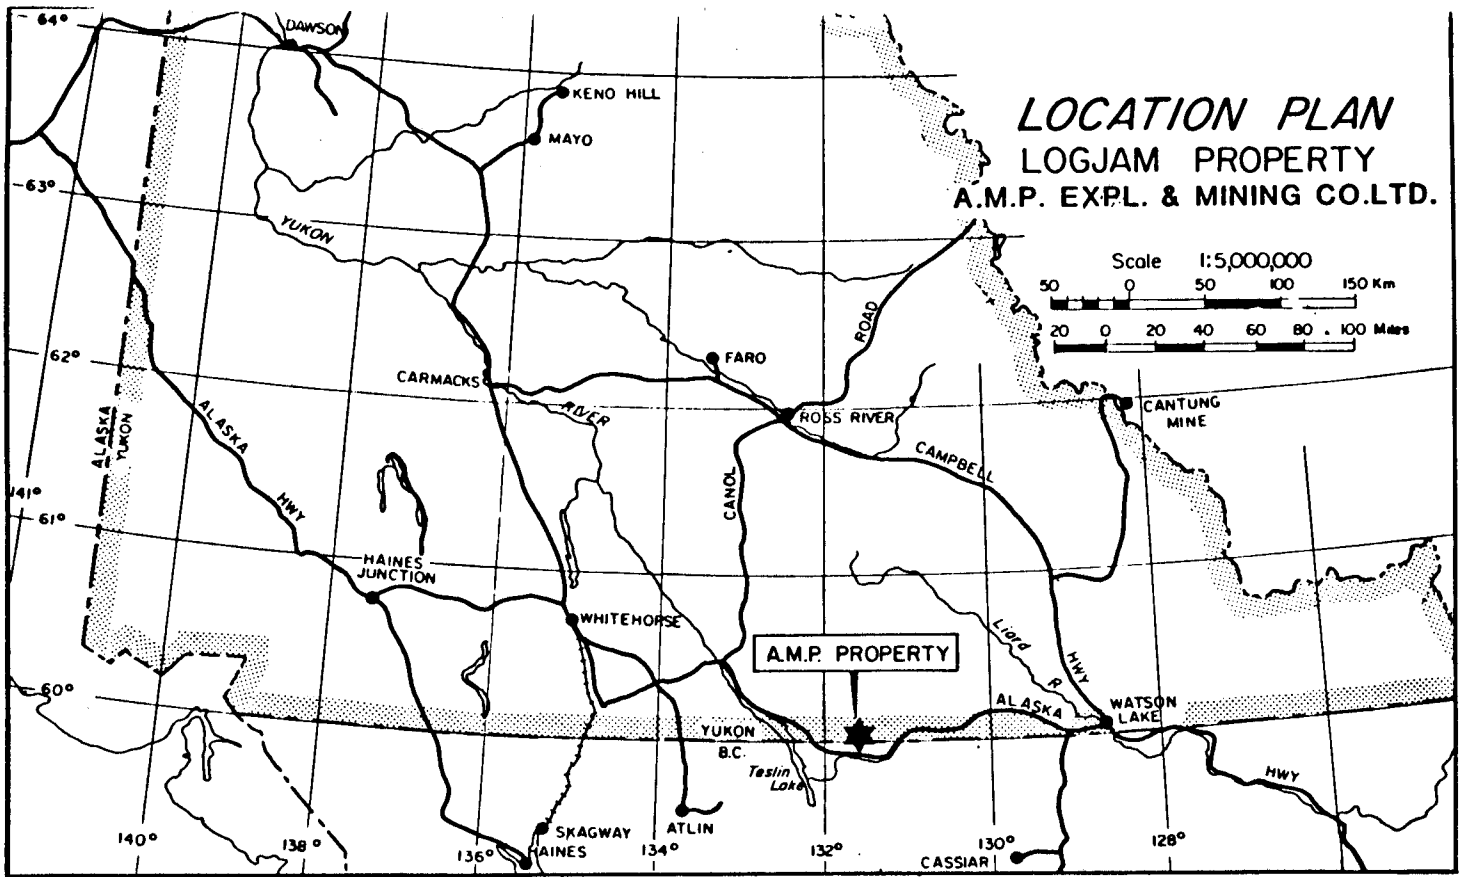 64°
DAWSON
KENO HILL
MAYO
LOCATION PLAN
LOGJAM PROPERTY
A.M.P. EXPL. & MINING CO.LTD.
63°
YUKON
Scale 1:5,000,000
50 0 50 100 150 Km
20 0 20 40 60 80 100 Miles
ROAD
62°
FARO
CARMACKS
RIVER
ROSS RIVER
CANTUNG
MINE
ALASKA
YUKON
ALASKA
HWY
CAMPBELL
CANOL
141°
61°
HAINES
JUNCTION
WHITEHORSE
Liard
R
HWY
A.M.P. PROPERTY
60°
ALASKA
WATSON
LAKE
YUKON
B.C.
Teslin
Lake
HWY
SKAGWAY
HAINES
ATLIN
CASSIAR
140°
138°
136°
134°
132°
130°
128°